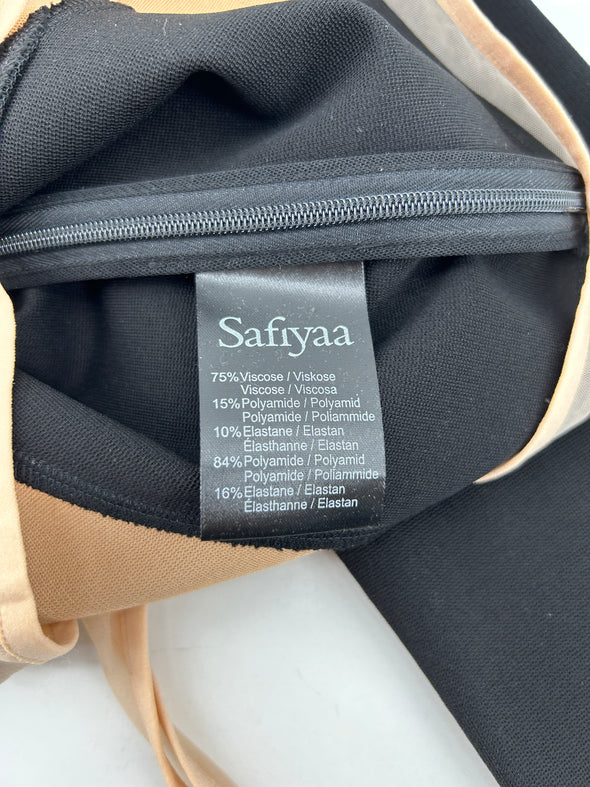 Safiyaa
75% Viscose / Viskose
Viscose / Viscosa
15% Polyamide / Polyamid
Polyamide / Poliammide
10% Elastane / Elastan
Élasthanne / Elastan
84% Polyamide / Polyamid
Polyamide / Poliammide
16% Elastane / Elastan
Élasthanne / Elastan